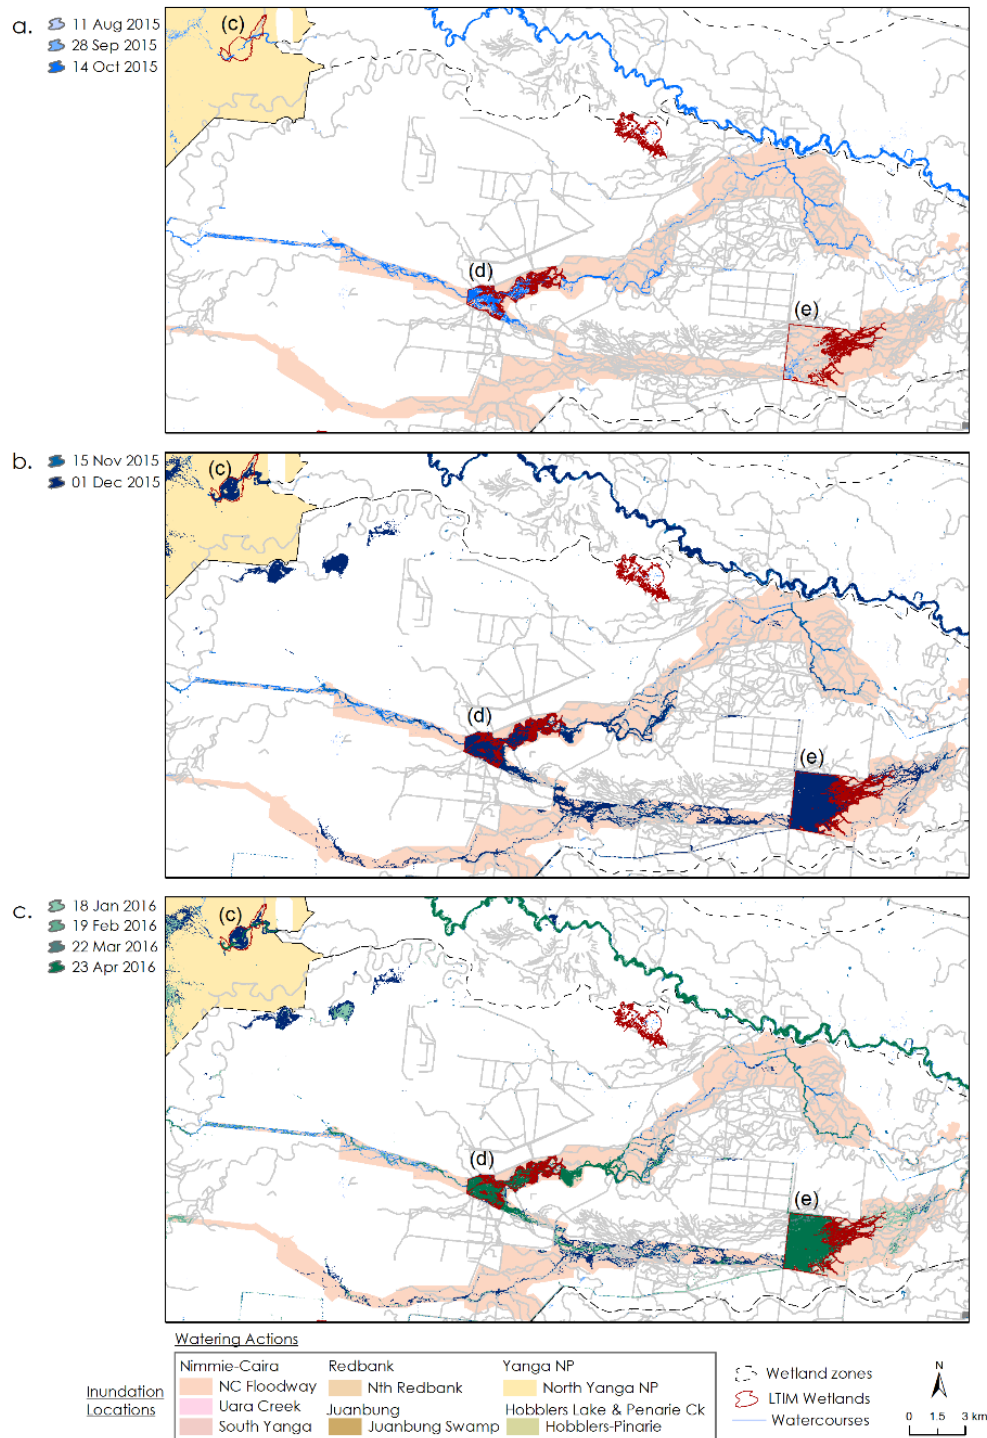 a.
11 Aug 2015
28 Sep 2015
14 Oct 2015
(c)
(d)
(e)
b.
15 Nov 2015
01 Dec 2015
(c)
(d)
(e)
c.
18 Jan 2016
19 Feb 2016
22 Mar 2016
23 Apr 2016
(c)
(d)
(e)
Watering Actions
Inundation
Locations
Nimmie-Caira
NC Floodway
Uara Creek
South Yanga
Redbank
Nth Redbank
Juanbung
Juanbung Swamp
Yanga NP
North Yanga NP
Hobblers Lake & Penarie Ck
Hobblers-Pinarie
Wetland zones
LTIM Wetlands
Watercourses
N
0 1.5 3 km